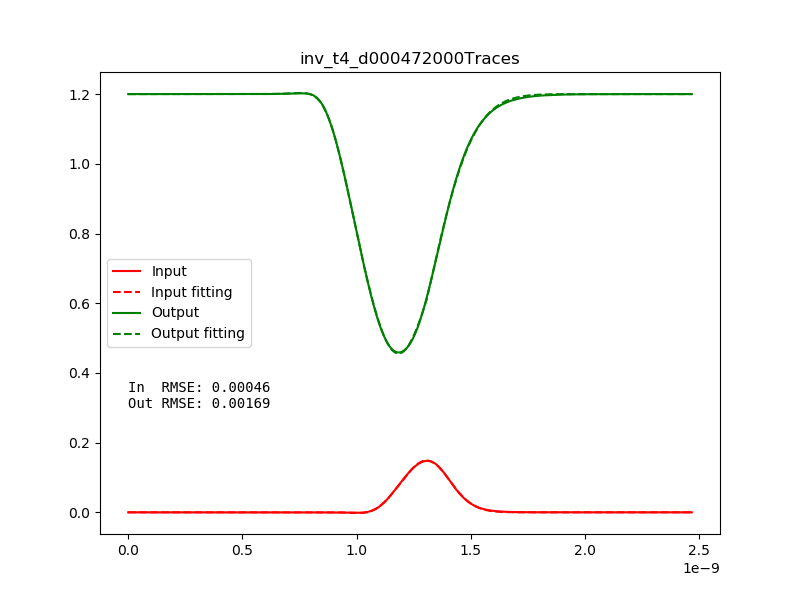 inv_t4_d000472000Traces
1.2
1.0
0.8
0.6
0.4
0.2
0.0
Input
Input fitting
Output
Output fitting
In  RMSE: 0.00046
Out RMSE: 0.00169
0.0 0.5 1.0 1.5 2.0 2.5
1e−9